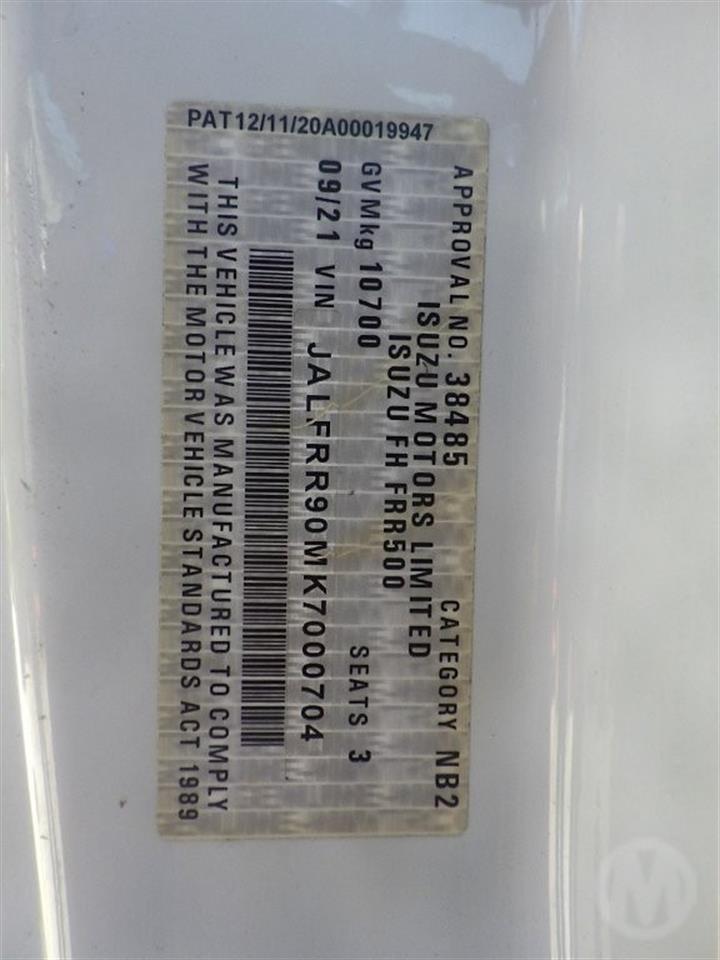 APPROVAL NO. 38485 CATEGORY NB2
ISUZU MOTORS LIMITED
ISUZU FH FRR500
GVMkg 10700 SEATS 3
09/21 VIN JALFRR90MK7000704
THIS VEHICLE WAS MANUFACTURED TO COMPLY
WITH THE MOTOR VEHICLE STANDARDS ACT 1989
PAT12/11/20A00019947
M